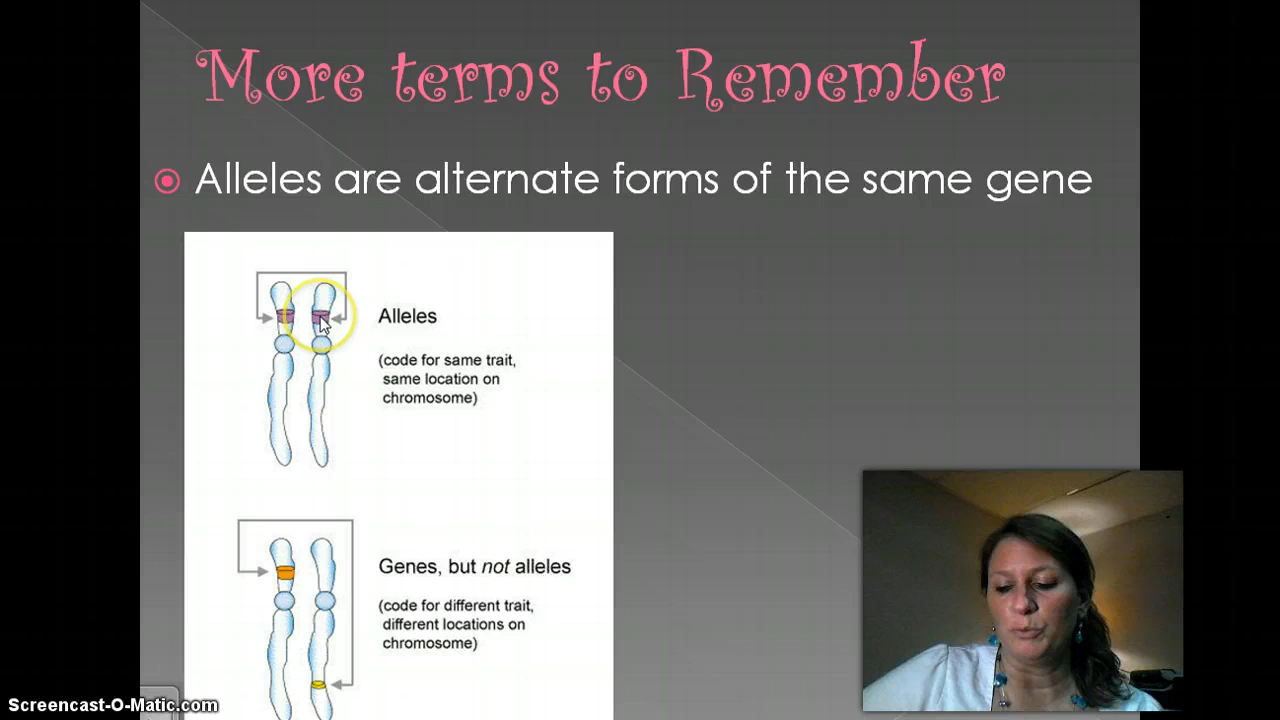 More terms to Remember
Alleles are alternate forms of the same gene
Alleles
(code for same trait,
same location on
chromosome)
Genes, but not alleles
(code for different trait,
different locations on
chromosome)
Screencast-O-Matic.com